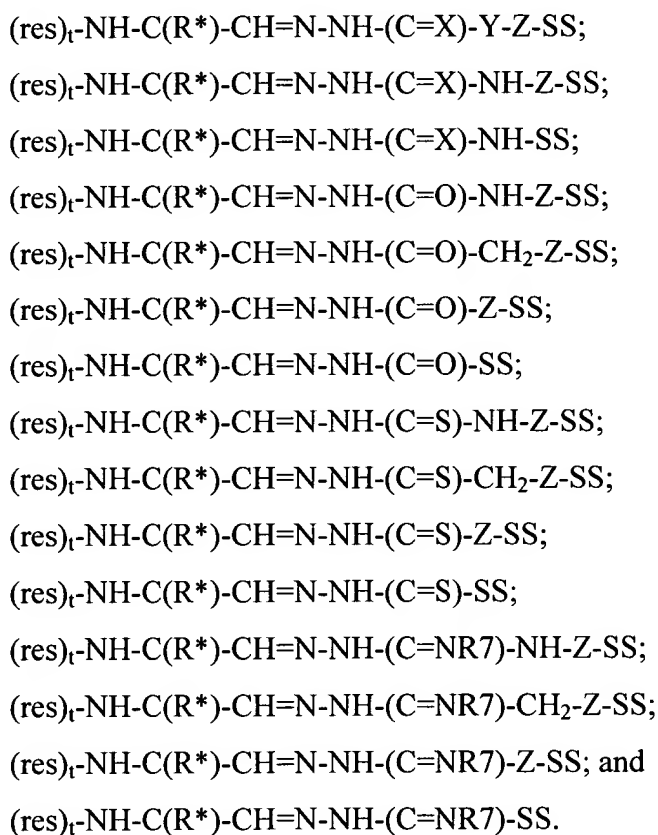 (res)ₜ-NH-C(R*)-CH=N-NH-(C=X)-Y-Z-SS;
(res)ₜ-NH-C(R*)-CH=N-NH-(C=X)-NH-Z-SS;
(res)ₜ-NH-C(R*)-CH=N-NH-(C=X)-NH-SS;
(res)ₜ-NH-C(R*)-CH=N-NH-(C=O)-NH-Z-SS;
(res)ₜ-NH-C(R*)-CH=N-NH-(C=O)-CH₂-Z-SS;
(res)ₜ-NH-C(R*)-CH=N-NH-(C=O)-Z-SS;
(res)ₜ-NH-C(R*)-CH=N-NH-(C=O)-SS;
(res)ₜ-NH-C(R*)-CH=N-NH-(C=S)-NH-Z-SS;
(res)ₜ-NH-C(R*)-CH=N-NH-(C=S)-CH₂-Z-SS;
(res)ₜ-NH-C(R*)-CH=N-NH-(C=S)-Z-SS;
(res)ₜ-NH-C(R*)-CH=N-NH-(C=S)-SS;
(res)ₜ-NH-C(R*)-CH=N-NH-(C=NR7)-NH-Z-SS;
(res)ₜ-NH-C(R*)-CH=N-NH-(C=NR7)-CH₂-Z-SS;
(res)ₜ-NH-C(R*)-CH=N-NH-(C=NR7)-Z-SS; and
(res)ₜ-NH-C(R*)-CH=N-NH-(C=NR7)-SS.